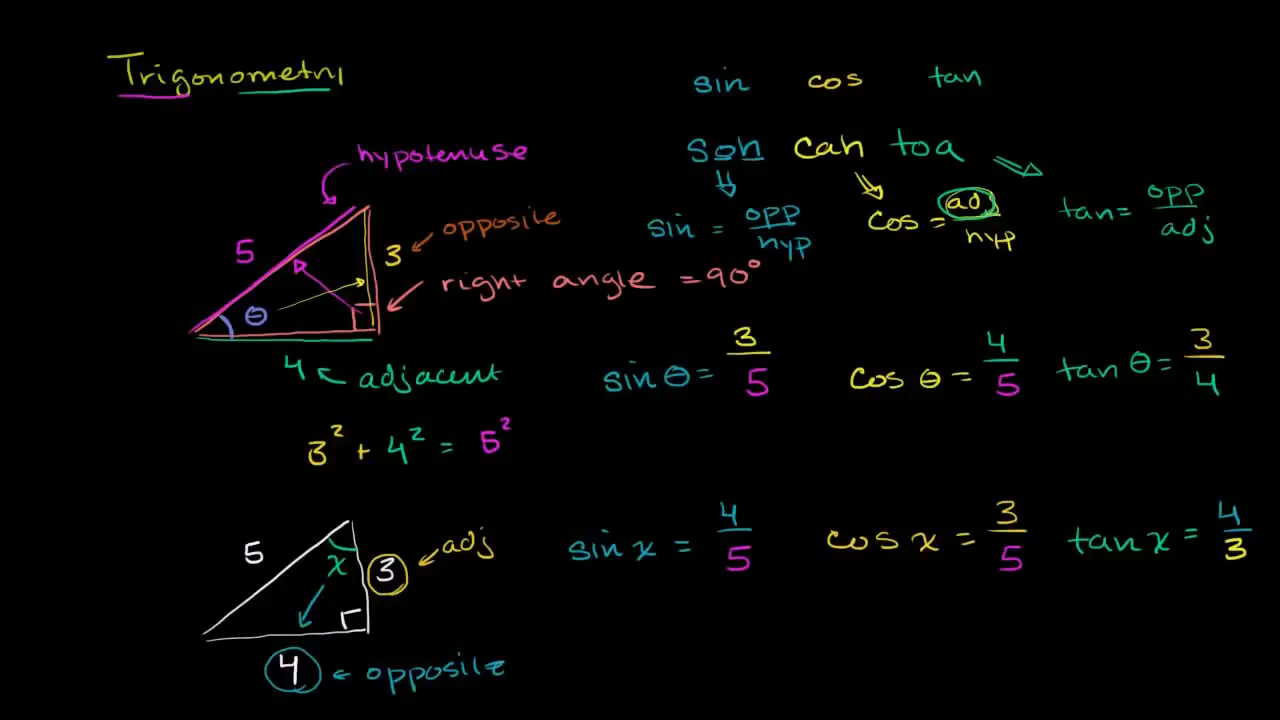 Trigonometry
sin cos tan
soh cah toa
hypotenuse
sin = opp/hyp
cos = adj/hyp
tan = opp/adj
5
3
opposite
right angle = 90°
θ
4 adjacent
sin θ = 3/5
cos θ = 4/5
tan θ = 3/4
3² + 4² = 5²
5
x
3
adj
4
opposite
sin x = 4/5
cos x = 3/5
tan x = 4/3